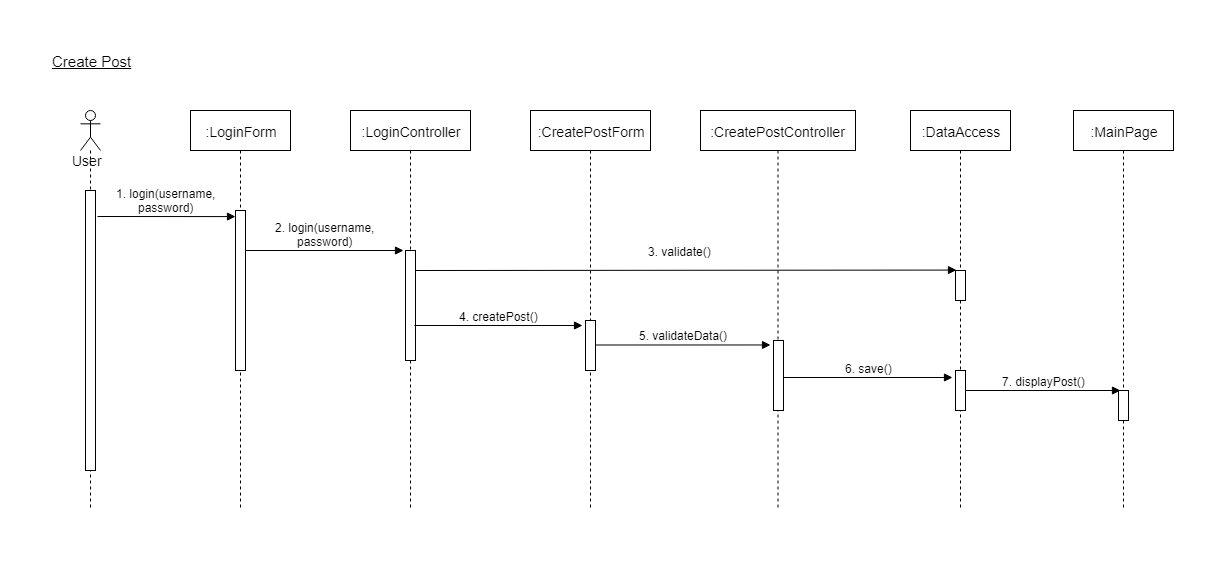 Create Post
User
:LoginForm
:LoginController
:CreatePostForm
:CreatePostController
:DataAccess
:MainPage
1. login(username,
password)
2. login(username,
password)
3. validate()
4. createPost()
5. validateData()
6. save()
7. displayPost()